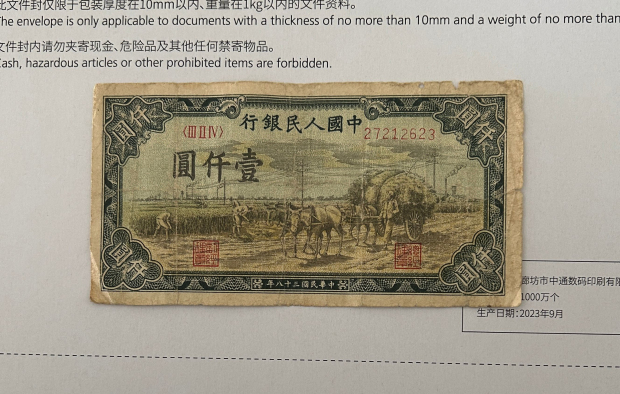 此文件封仅限于包装厚度在10mm以内、重量在1kg以内的文件资料。
The envelope is only applicable to documents with a thickness of no more than 10mm and a weight of no more than
文件封内请勿夹寄现金、危险品及其他任何禁寄物品。
Cash, hazardous articles or other prohibited items are forbidden.
仟圓
仟圓
中國人民銀行
〈III II IV〉
27212623
壹仟圓
仟圓
仟圓
中華民國三十八年
廊坊市中通数码印刷有限
1000万个
生产日期:2023年9月